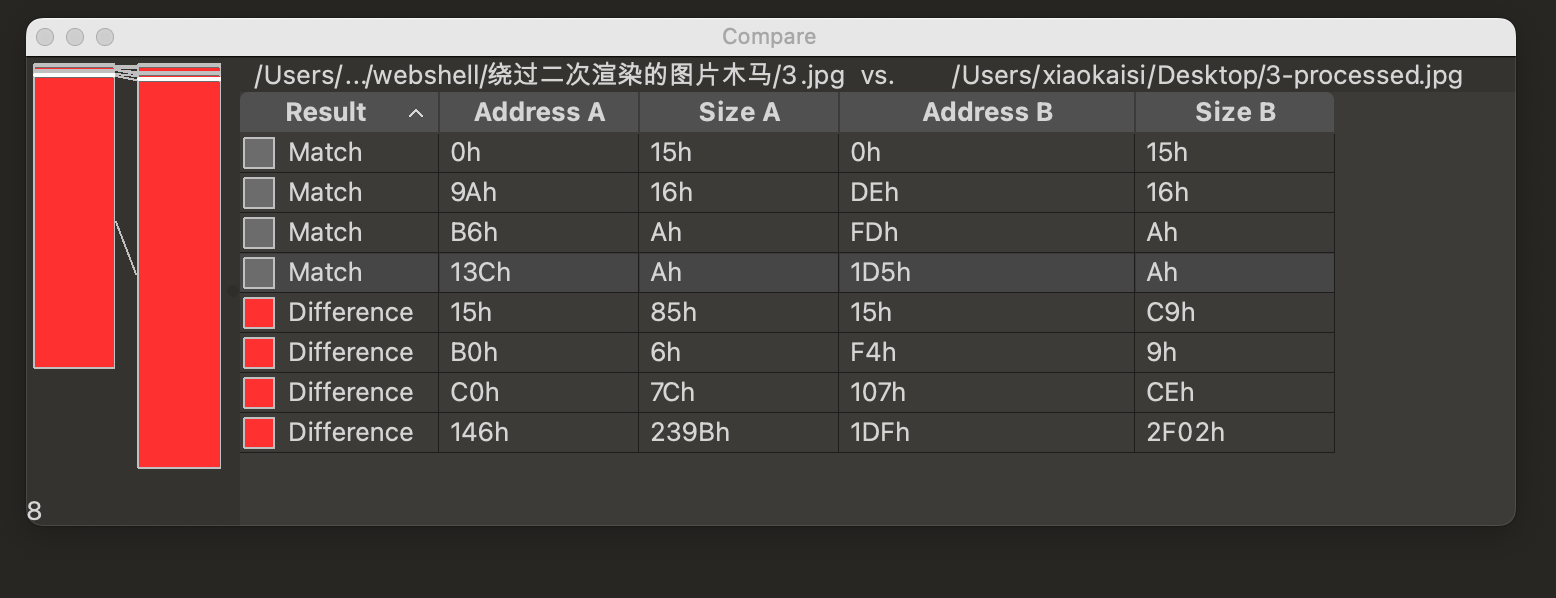 Compare
/Users/.../webshell/绕过二次渲染的图片木马/3.jpg vs. /Users/xiaokaisi/Desktop/3-processed.jpg
Result Address A Size A Address B Size B
Match 0h 15h 0h 15h
Match 9Ah 16h DEh 16h
Match B6h Ah FDh Ah
Match 13Ch Ah 1D5h Ah
Difference 15h 85h 15h C9h
Difference B0h 6h F4h 9h
Difference C0h 7Ch 107h CEh
Difference 146h 239Bh 1DFh 2F02h
8